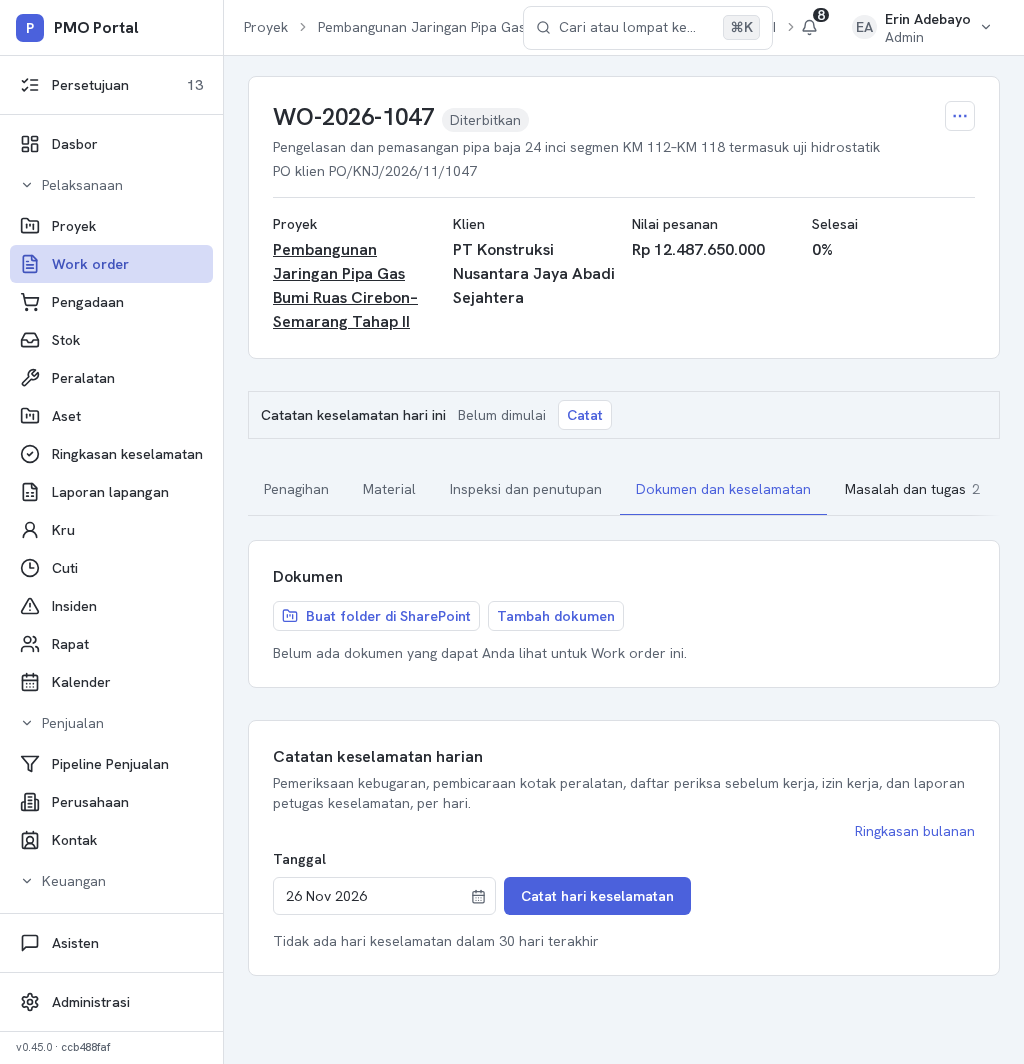 P PMO Portal
Proyek
Pembangunan Jaringan Pipa Gas
Cari atau lompat ke...
⌘K
8
EA
Erin Adebayo
Admin
Persetujuan 13
Dasbor
Pelaksanaan
Proyek
Work order
Pengadaan
Stok
Peralatan
Aset
Ringkasan keselamatan
Laporan lapangan
Kru
Cuti
Insiden
Rapat
Kalender
Penjualan
Pipeline Penjualan
Perusahaan
Kontak
Keuangan
Asisten
Administrasi
v0.45.0 · ccb488faf
WO-2026-1047 Diterbitkan
Pengelasan dan pemasangan pipa baja 24 inci segmen KM 112–KM 118 termasuk uji hidrostatik
PO klien PO/KNJ/2026/11/1047
Proyek
Pembangunan
Jaringan Pipa Gas
Bumi Ruas Cirebon–
Semarang Tahap II
Klien
PT Konstruksi
Nusantara Jaya Abadi
Sejahtera
Nilai pesanan
Rp 12.487.650.000
Selesai
0%
Catatan keselamatan hari ini Belum dimulai Catat
Penagihan Material Inspeksi dan penutupan Dokumen dan keselamatan Masalah dan tugas 2
Dokumen
Buat folder di SharePoint Tambah dokumen
Belum ada dokumen yang dapat Anda lihat untuk Work order ini.
Catatan keselamatan harian
Pemeriksaan kebugaran, pembicaraan kotak peralatan, daftar periksa sebelum kerja, izin kerja, dan laporan
petugas keselamatan, per hari.
Ringkasan bulanan
Tanggal
26 Nov 2026 Catat hari keselamatan
Tidak ada hari keselamatan dalam 30 hari terakhir